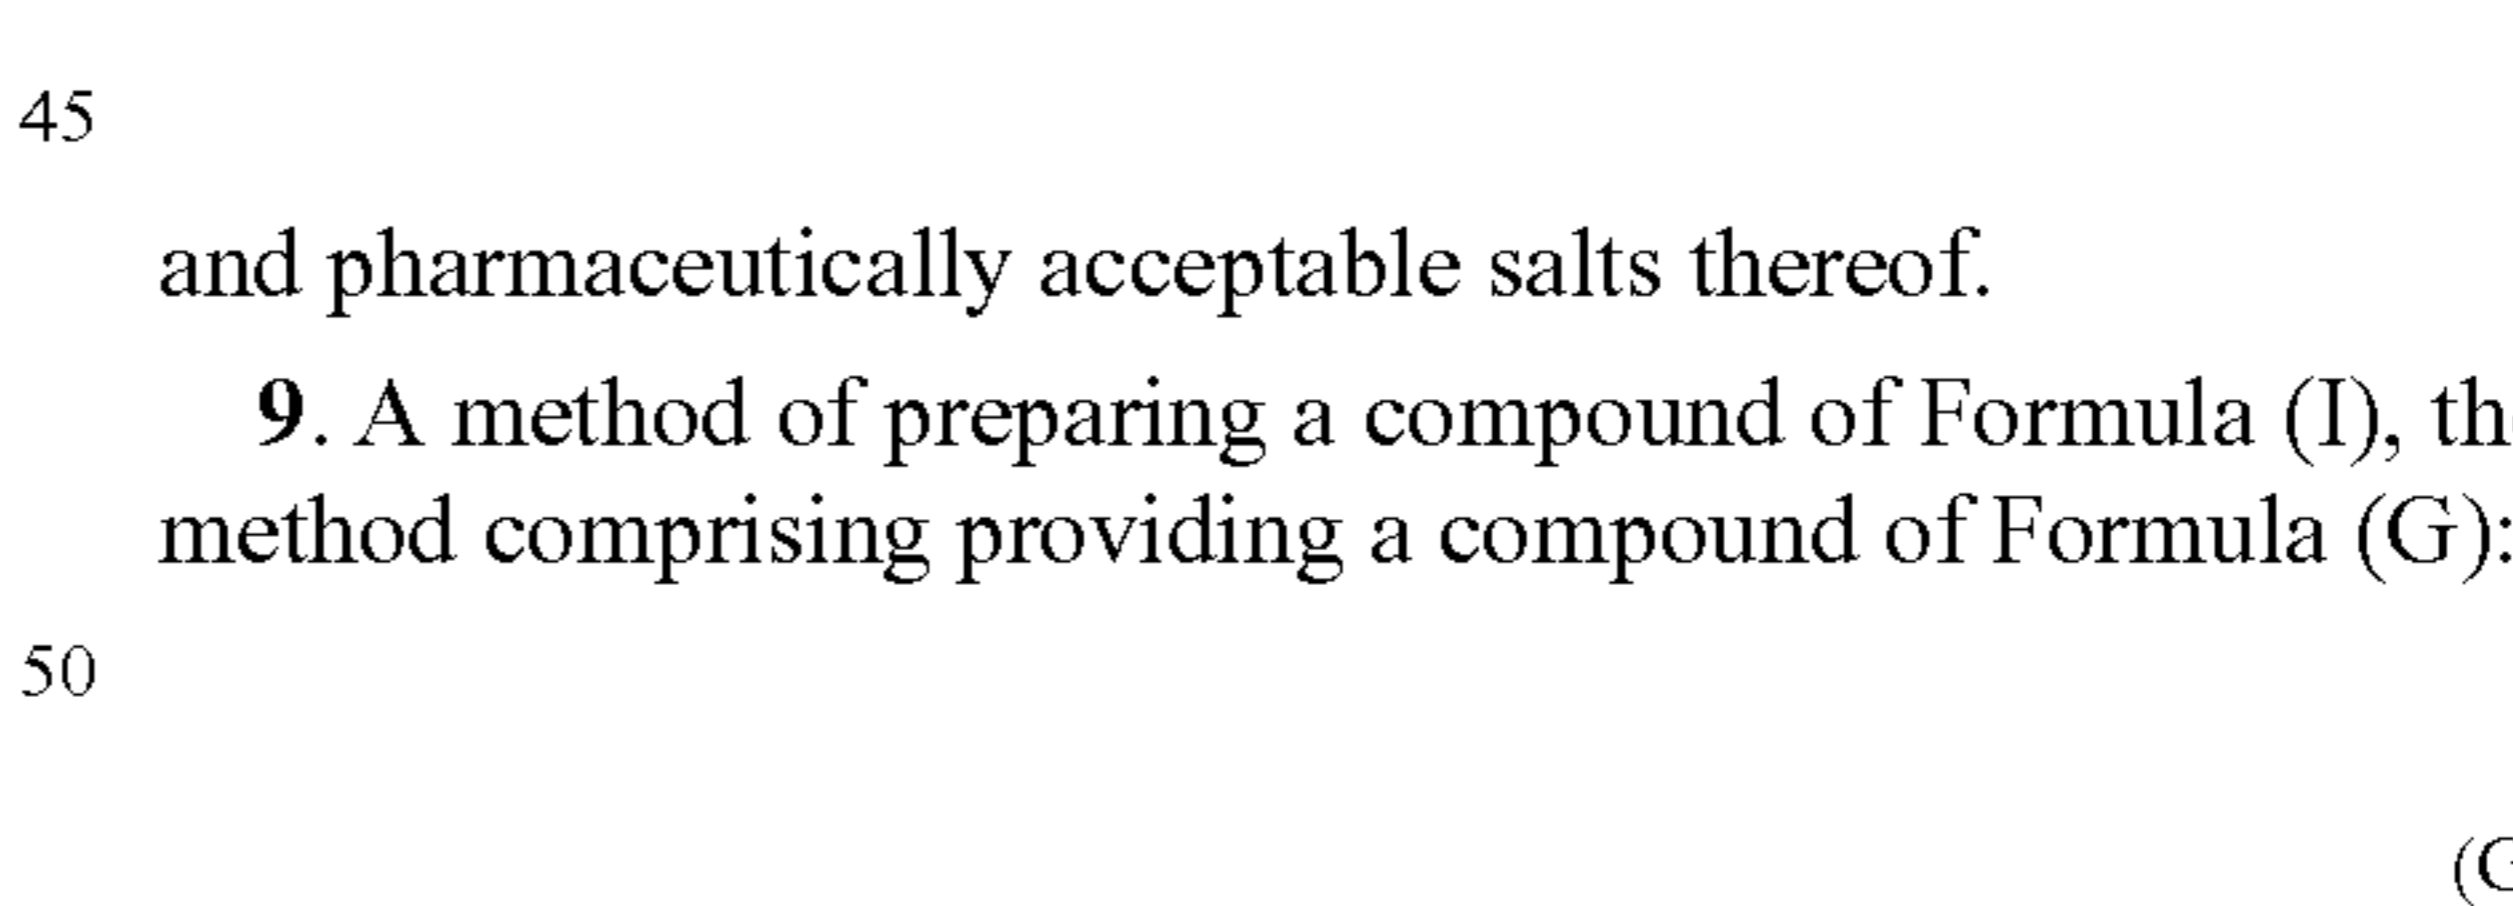 45
and pharmaceutically acceptable salts thereof.
9. A method of preparing a compound of Formula (I),
method comprising providing a compound of Formula (G):
50